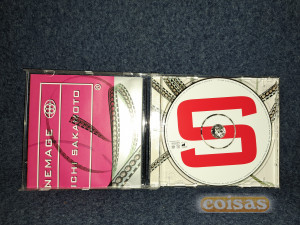 NEMAGE
ICHI SAKAMOTO
®
S
coisas